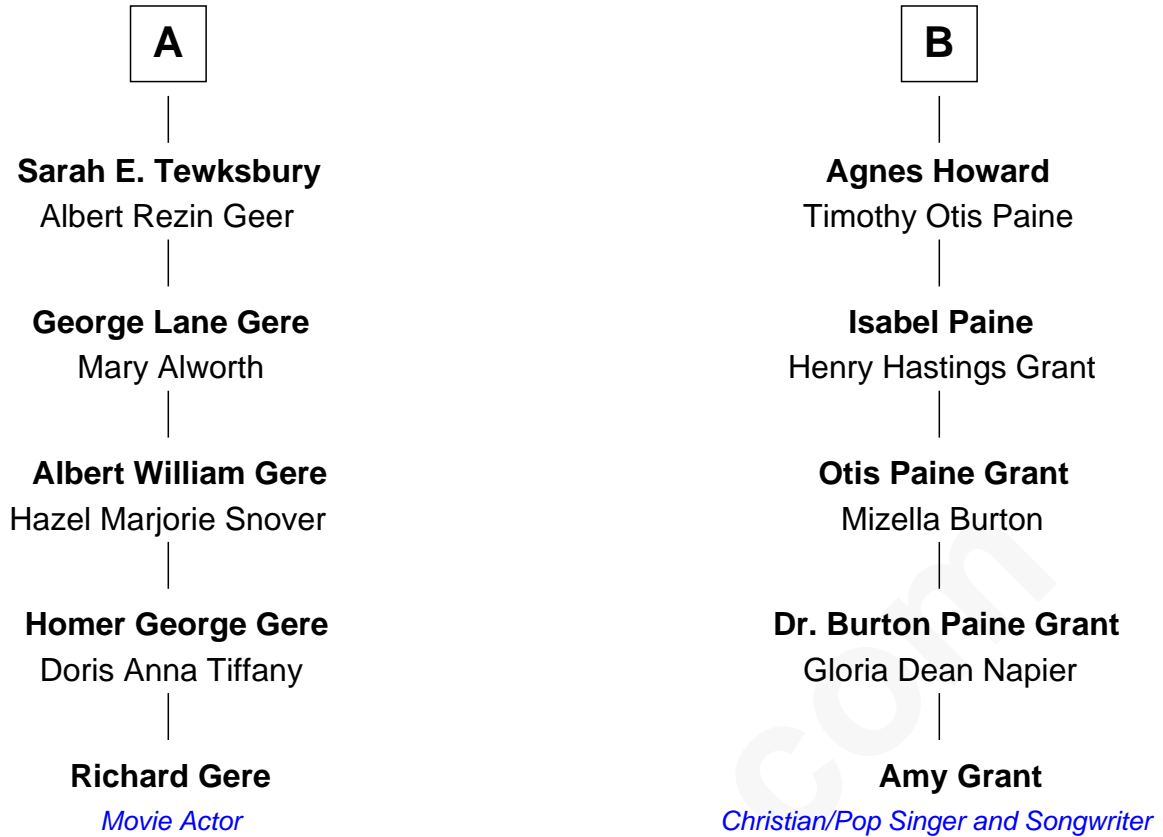 A
Sarah E. Tewksbury
Albert Rezin Geer
George Lane Gere
Mary Alworth
Albert William Gere
Hazel Marjorie Snover
Homer George Gere
Doris Anna Tiffany
Richard Gere
Movie Actor
B
Agnes Howard
Timothy Otis Paine
Isabel Paine
Henry Hastings Grant
Otis Paine Grant
Mizella Burton
Dr. Burton Paine Grant
Gloria Dean Napier
Amy Grant
Christian/Pop Singer and Songwriter
com